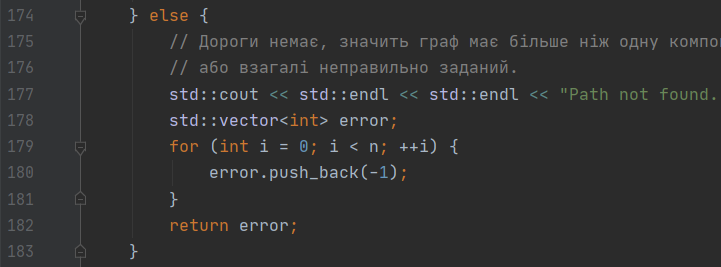 174 } else {
175 // Дороги немає, значить граф має більше ніж одну
176 // або взагалі неправильно заданий.
177 std::cout << std::endl << std::endl << "Path not found.
178 std::vector<int> error;
179 for (int i = 0; i < n; ++i) {
180 error.push_back(-1);
181 }
182 return error;
183 }